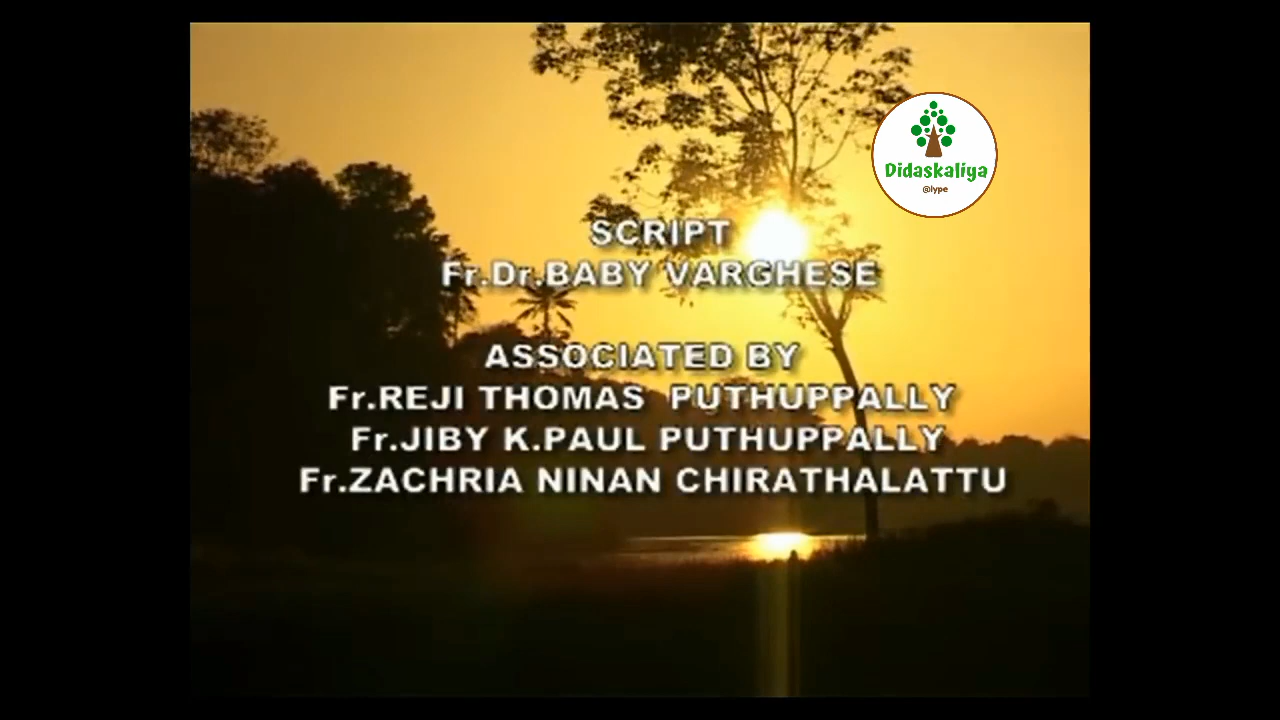 Didaskaliya
@lype
SCRIPT
Fr.Dr.BABY VARGHESE
ASSOCIATED BY
Fr.REJI THOMAS PUTHUPPALLY
Fr.JIBY K.PAUL PUTHUPPALLY
Fr.ZACHRIA NINAN CHIRATHALATTU